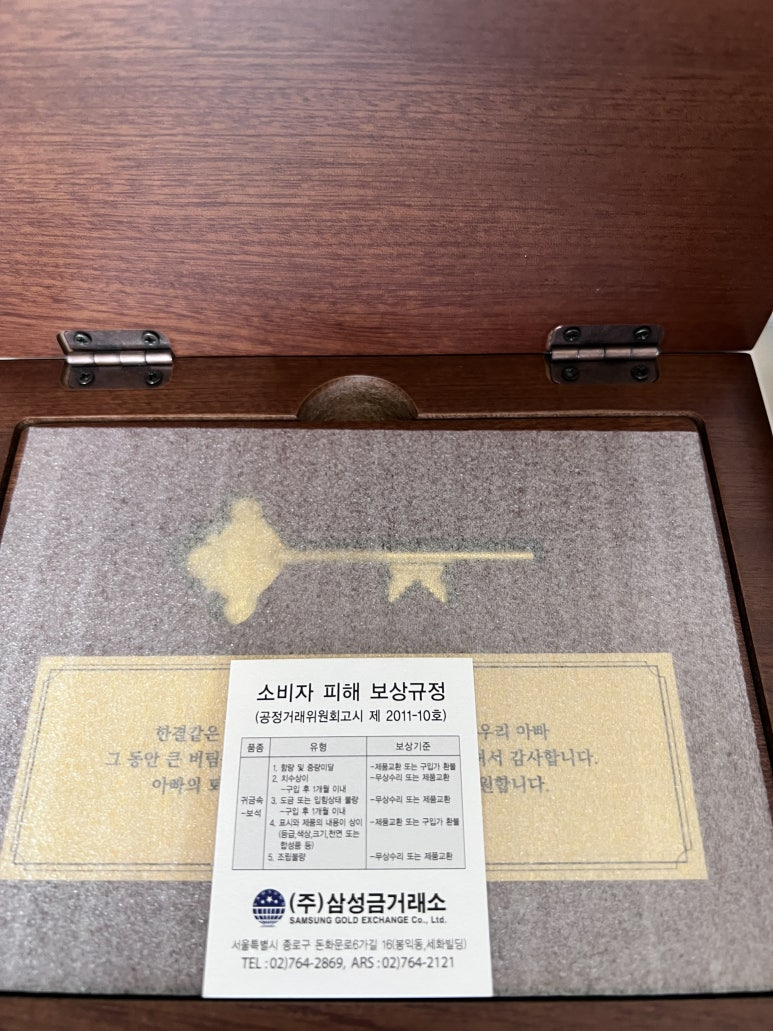 한결같은
우리 아빠
그 동안 큰 버팀
감사합니다.
아빠의
원합니다.
소비자 피해 보상규정
(공정거래위원회고시 제 2011-10호)
품종 유형 보상기준
귀금속
-보석
1. 함량 및 중량미달 -제품교환 또는 구입가 환불
2. 치수상이 -무상수리 또는 제품교환
-구입 후 1개월 이내
3. 도금 또는 입힘상태 불량 -무상수리 또는 제품교환
-구입 후 1개월 이내
4. 표시와 제품의 내용이 상이 -제품교환 또는 구입가 환불
(등급,색상,크기,천연 또는
합성품 등)
5. 조립불량 -무상수리 또는 제품교환
(주)삼성금거래소
SAMSUNG GOLD EXCHANGE Co., Ltd.
서울특별시 종로구 돈화문로6가길 16(봉익동,세화빌딩)
TEL : 02)764-2869, ARS : 02)764-2121